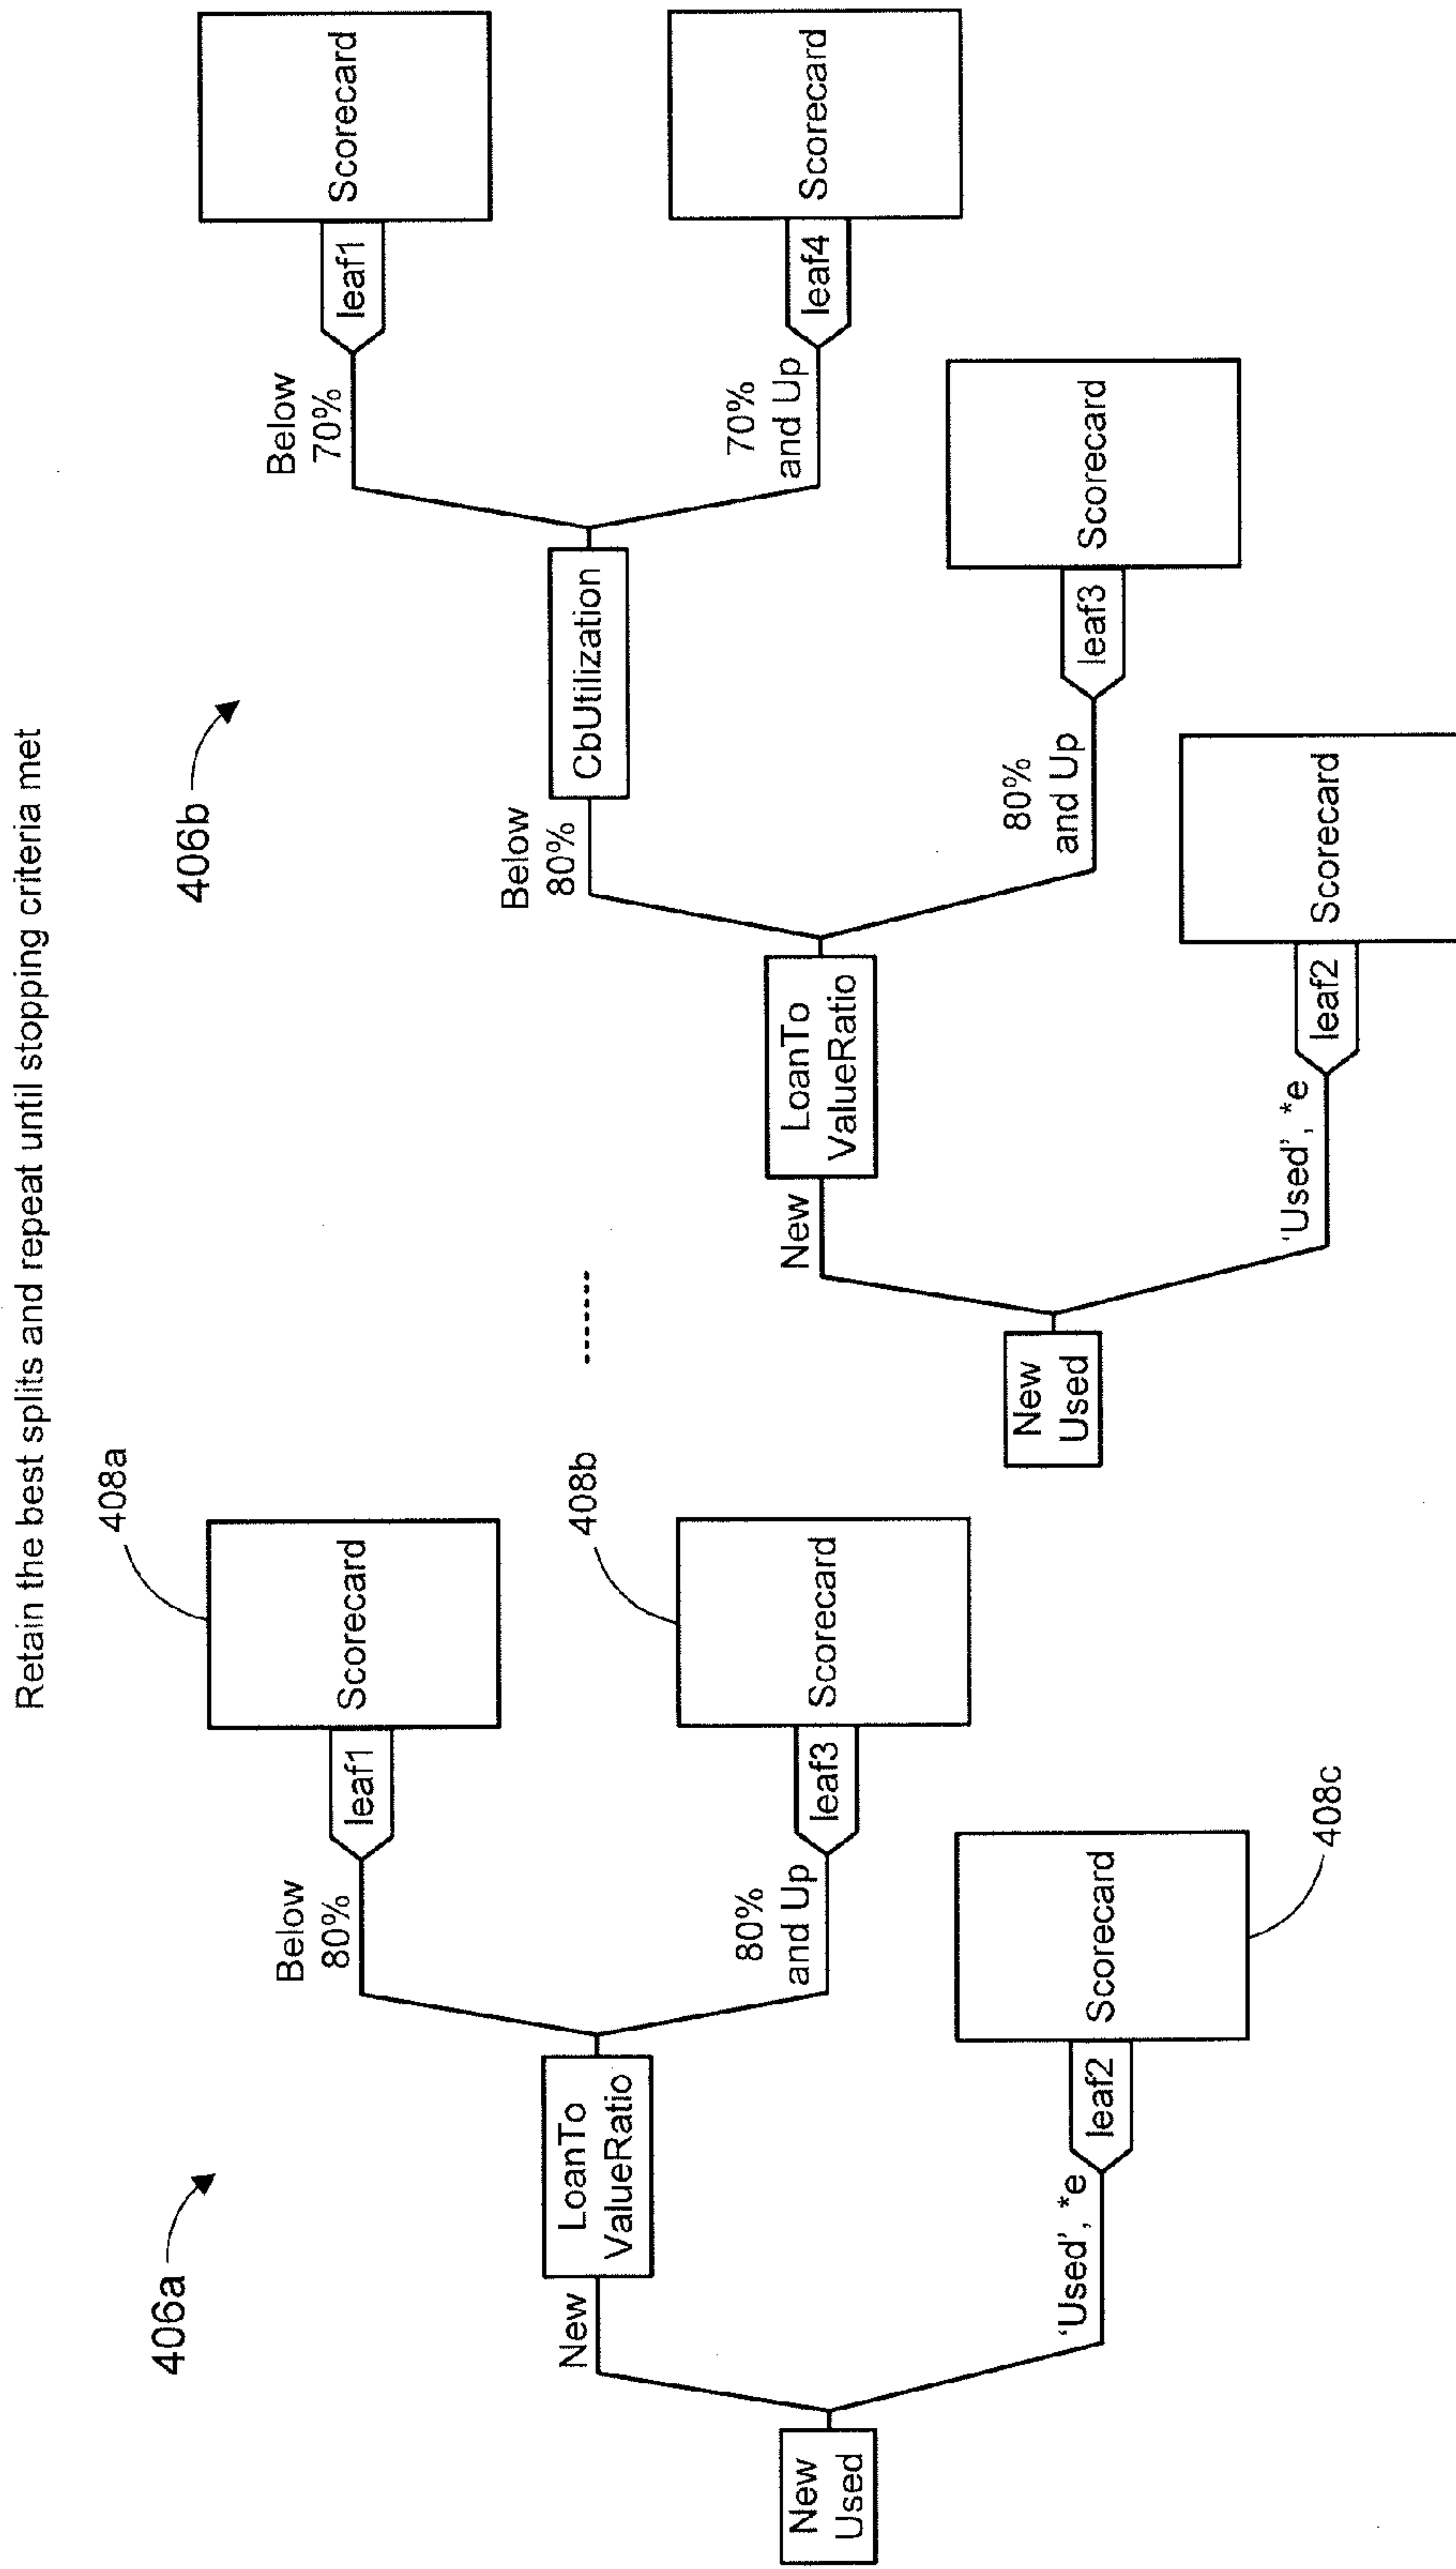 Retain the best splits and repeat until stopping criteria met
406a
New
Used
New
LoanTo
ValueRatio
Below
80%
leaf1
Scorecard
408a
80%
and Up
leaf3
Scorecard
408b
'Used', *e
leaf2
Scorecard
408c
406b
New
Used
New
LoanTo
ValueRatio
Below
80%
CbUtilization
Below
70%
leaf1
Scorecard
70%
and Up
leaf4
Scorecard
80%
and Up
leaf3
Scorecard
'Used', *e
leaf2
Scorecard